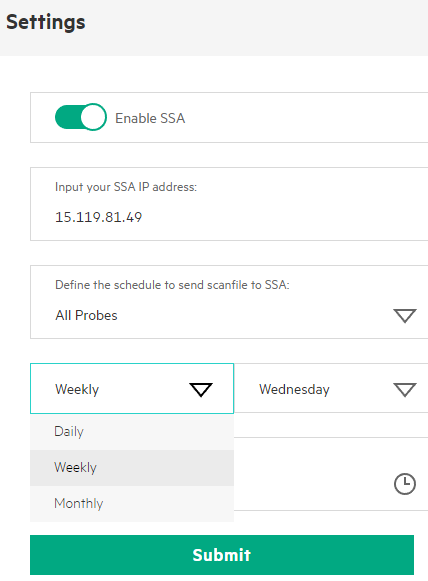 Settings
Enable SSA
Input your SSA IP address:
15.119.81.49
Define the schedule to send scanfile to SSA:
All Probes
Weekly
Wednesday
Daily
Weekly
Monthly
Submit